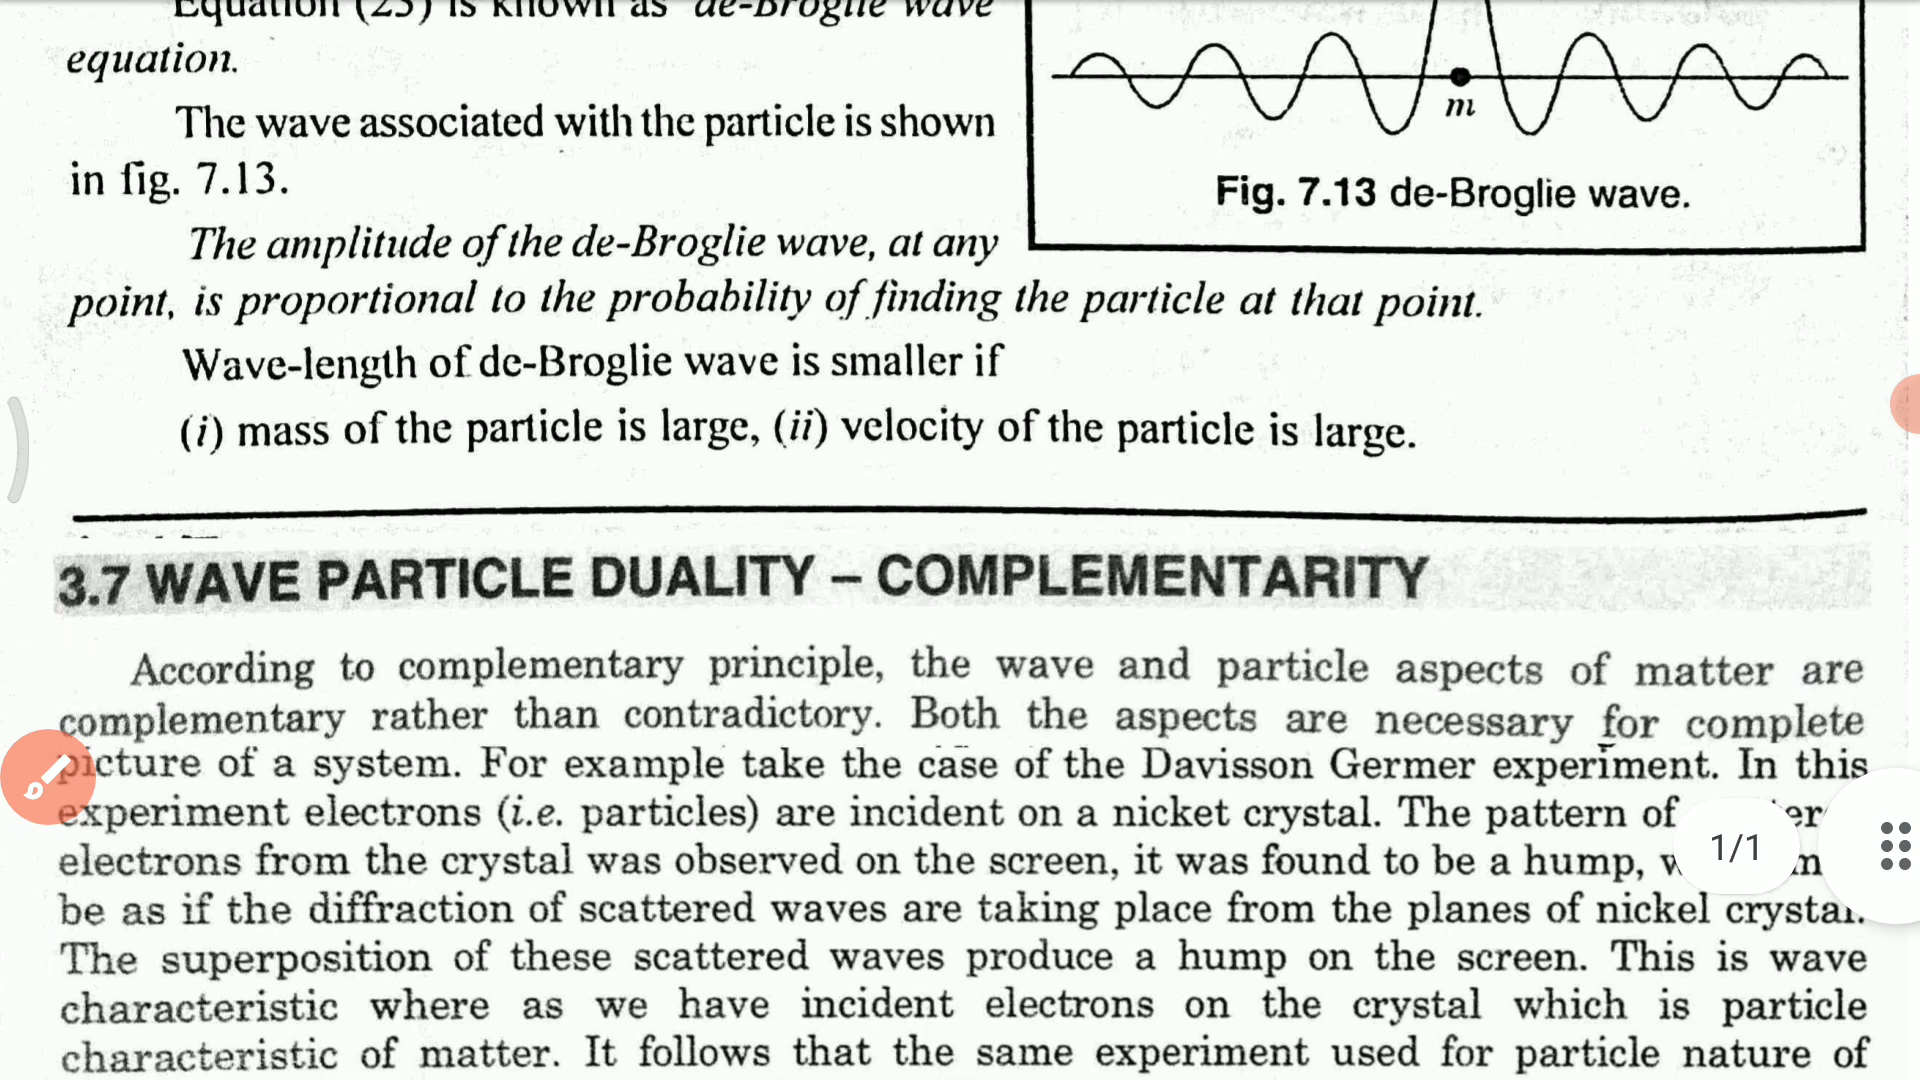 Equation (23) is known as de-Broglie wave
equation.
The wave associated with the particle is shown
in fig. 7.13.
The amplitude of the de-Broglie wave, at any
point, is proportional to the probability of finding the particle at that point.
Wave-length of de-Broglie wave is smaller if
(i) mass of the particle is large, (ii) velocity of the particle is large.
m
Fig. 7.13 de-Broglie wave.
3.7 WAVE PARTICLE DUALITY – COMPLEMENTARITY
According to complementary principle, the wave and particle aspects of matter are
complementary rather than contradictory. Both the aspects are necessary for complete
picture of a system. For example take the case of the Davisson Germer experiment. In this
experiment electrons (i.e. particles) are incident on a nicket crystal. The pattern of
electrons from the crystal was observed on the screen, it was found to be a hump,
be as if the diffraction of scattered waves are taking place from the planes of nickel crystal.
The superposition of these scattered waves produce a hump on the screen. This is wave
characteristic where as we have incident electrons on the crystal which is particle
characteristic of matter. It follows that the same experiment used for particle nature of
1/1